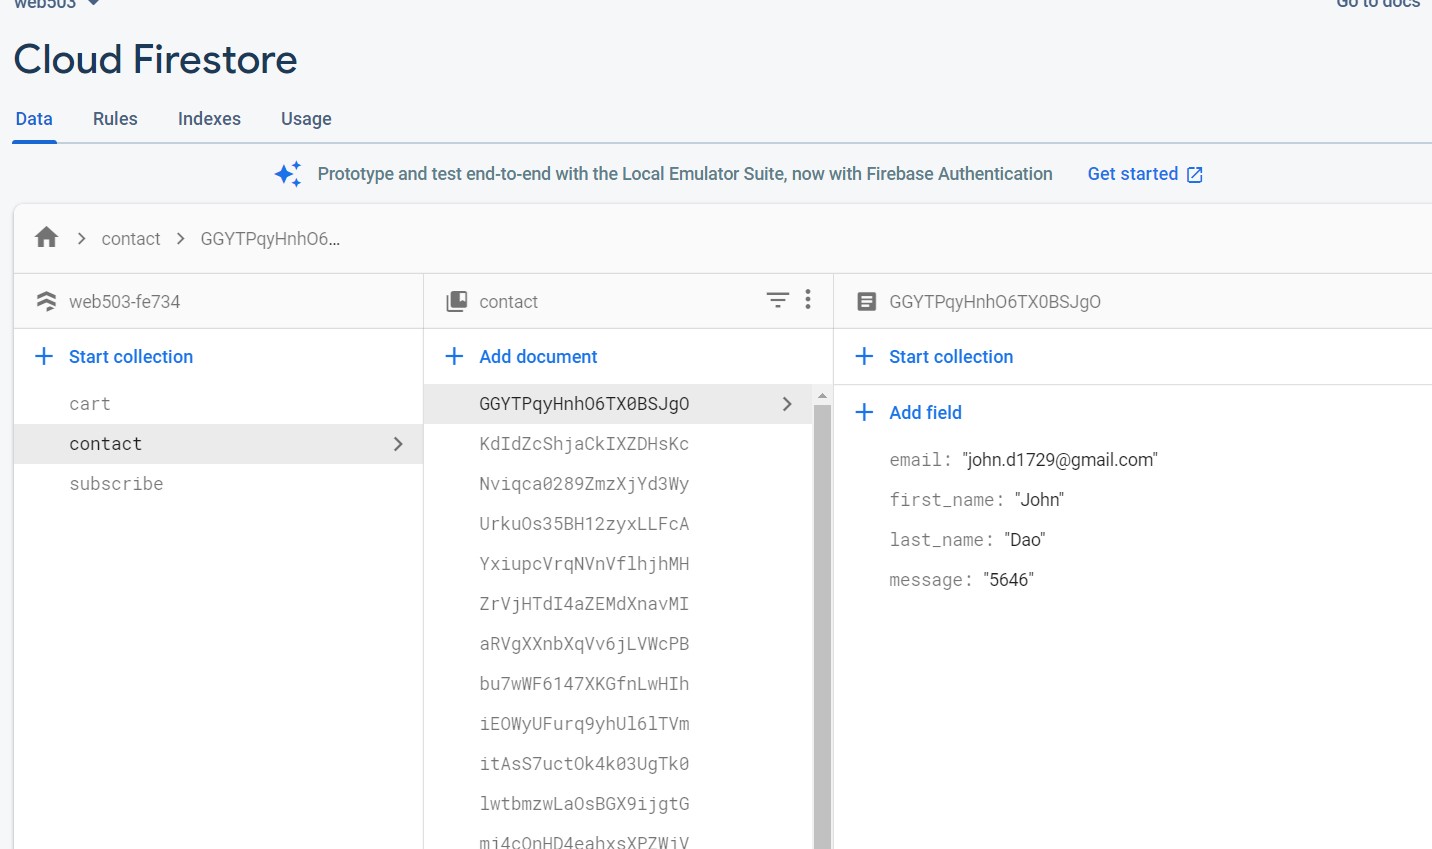 web503
Go to docs
Cloud Firestore
Data Rules Indexes Usage
Prototype and test end-to-end with the Local Emulator Suite, now with Firebase Authentication Get started
contact GGYTPqyHnhO6...
web503-fe734
Start collection
cart
contact
subscribe
contact
Add document
GGYTPqyHnhO6TX0BSJgO
KdIdZcShjaCkIXZDHsKc
Nviqca0289ZmzXjYd3Wy
UrkuOs35BH12zyxLLFcA
YxiupcVrqNVnVflhjhMH
ZrVjHTdI4aZEMdXnavMI
aRVgXXnbXqVv6jLVWcPB
bu7wWF6147XKGfnLwHIh
iEOWyUFurq9yhUl6lTVm
itAsS7uctOk4k03UgTk0
lwtbmzwLaOsBGX9ijgtG
mj4cOnHD4eahxsXPZWjV
GGYTPqyHnhO6TX0BSJgO
Start collection
Add field
email: "john.d1729@gmail.com"
first_name: "John"
last_name: "Dao"
message: "5646"